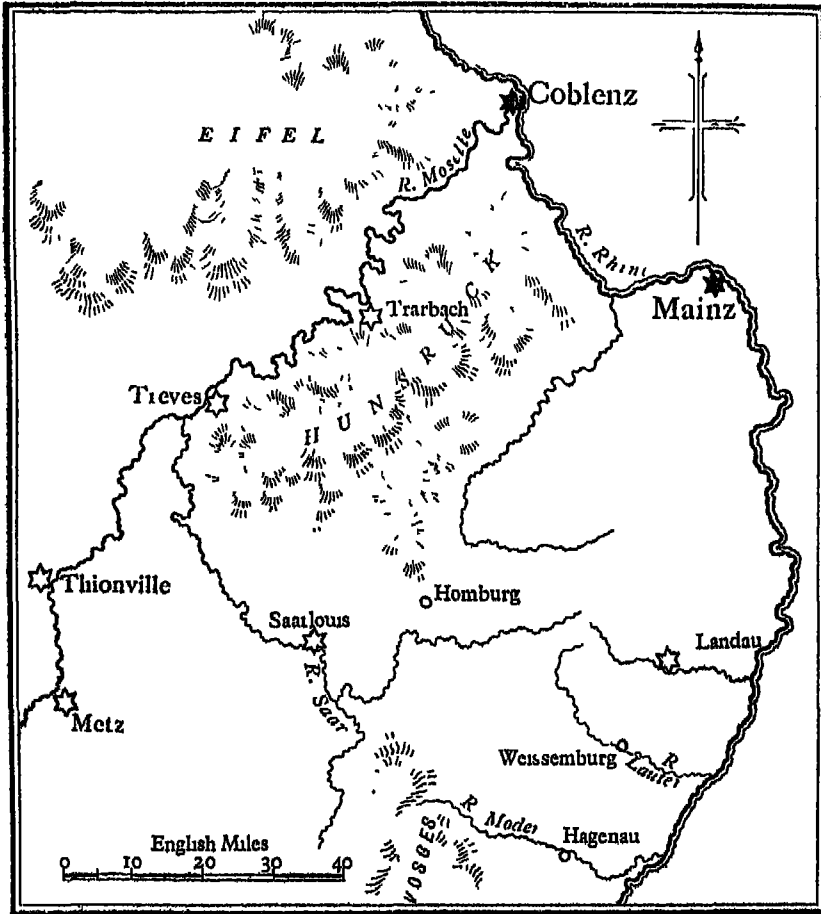 Coblenz
EIFEL
R. Moselle
R. Rhine
Mainz
Trarbach
HUNSRUCK
Treves
Thionville
Homburg
Saarlouis
Landau
R. Saar
Metz
Weissemburg
R Lauter
R Moder
Hagenau
VOSGES
English Miles
0 10 20 30 40